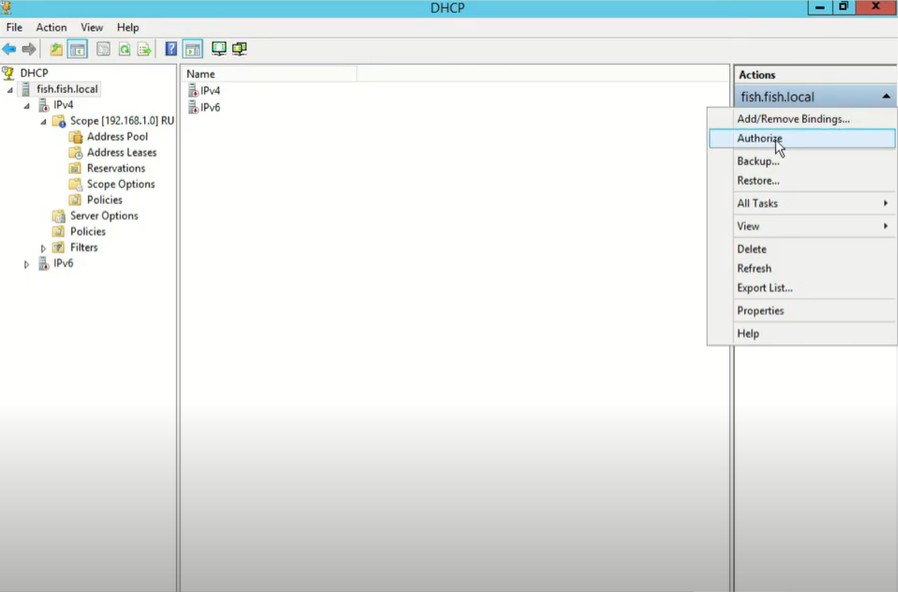 DHCP
File Action View Help
DHCP
fish.fish.local
IPv4
Scope [192.168.1.0] RU
Address Pool
Address Leases
Reservations
Scope Options
Policies
Server Options
Policies
Filters
IPv6
Name
IPv4
IPv6
Actions
fish.fish.local
Add/Remove Bindings...
Authorize
Backup...
Restore...
All Tasks
View
Delete
Refresh
Export List...
Properties
Help